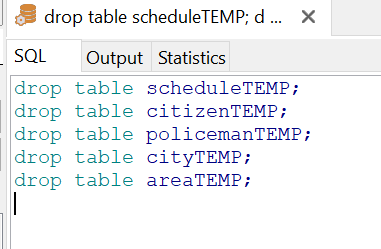 drop table scheduleTEMP; d ...
SQL
Output
Statistics
drop table scheduleTEMP;
drop table citizenTEMP;
drop table policemanTEMP;
drop table cityTEMP;
drop table areaTEMP;